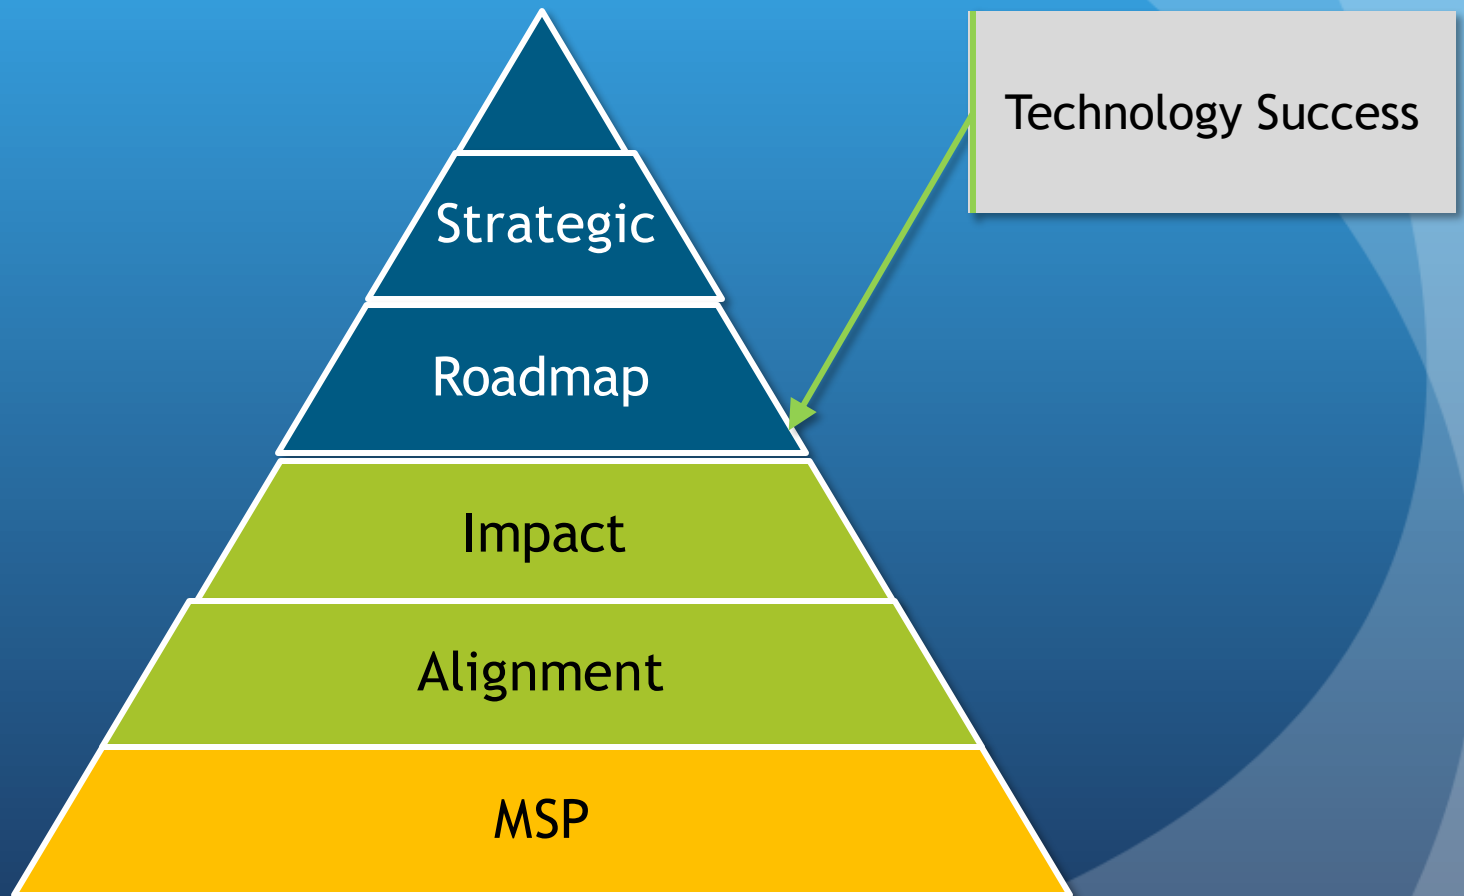 Technology Success
Strategic
Roadmap
Impact
Alignment
MSP